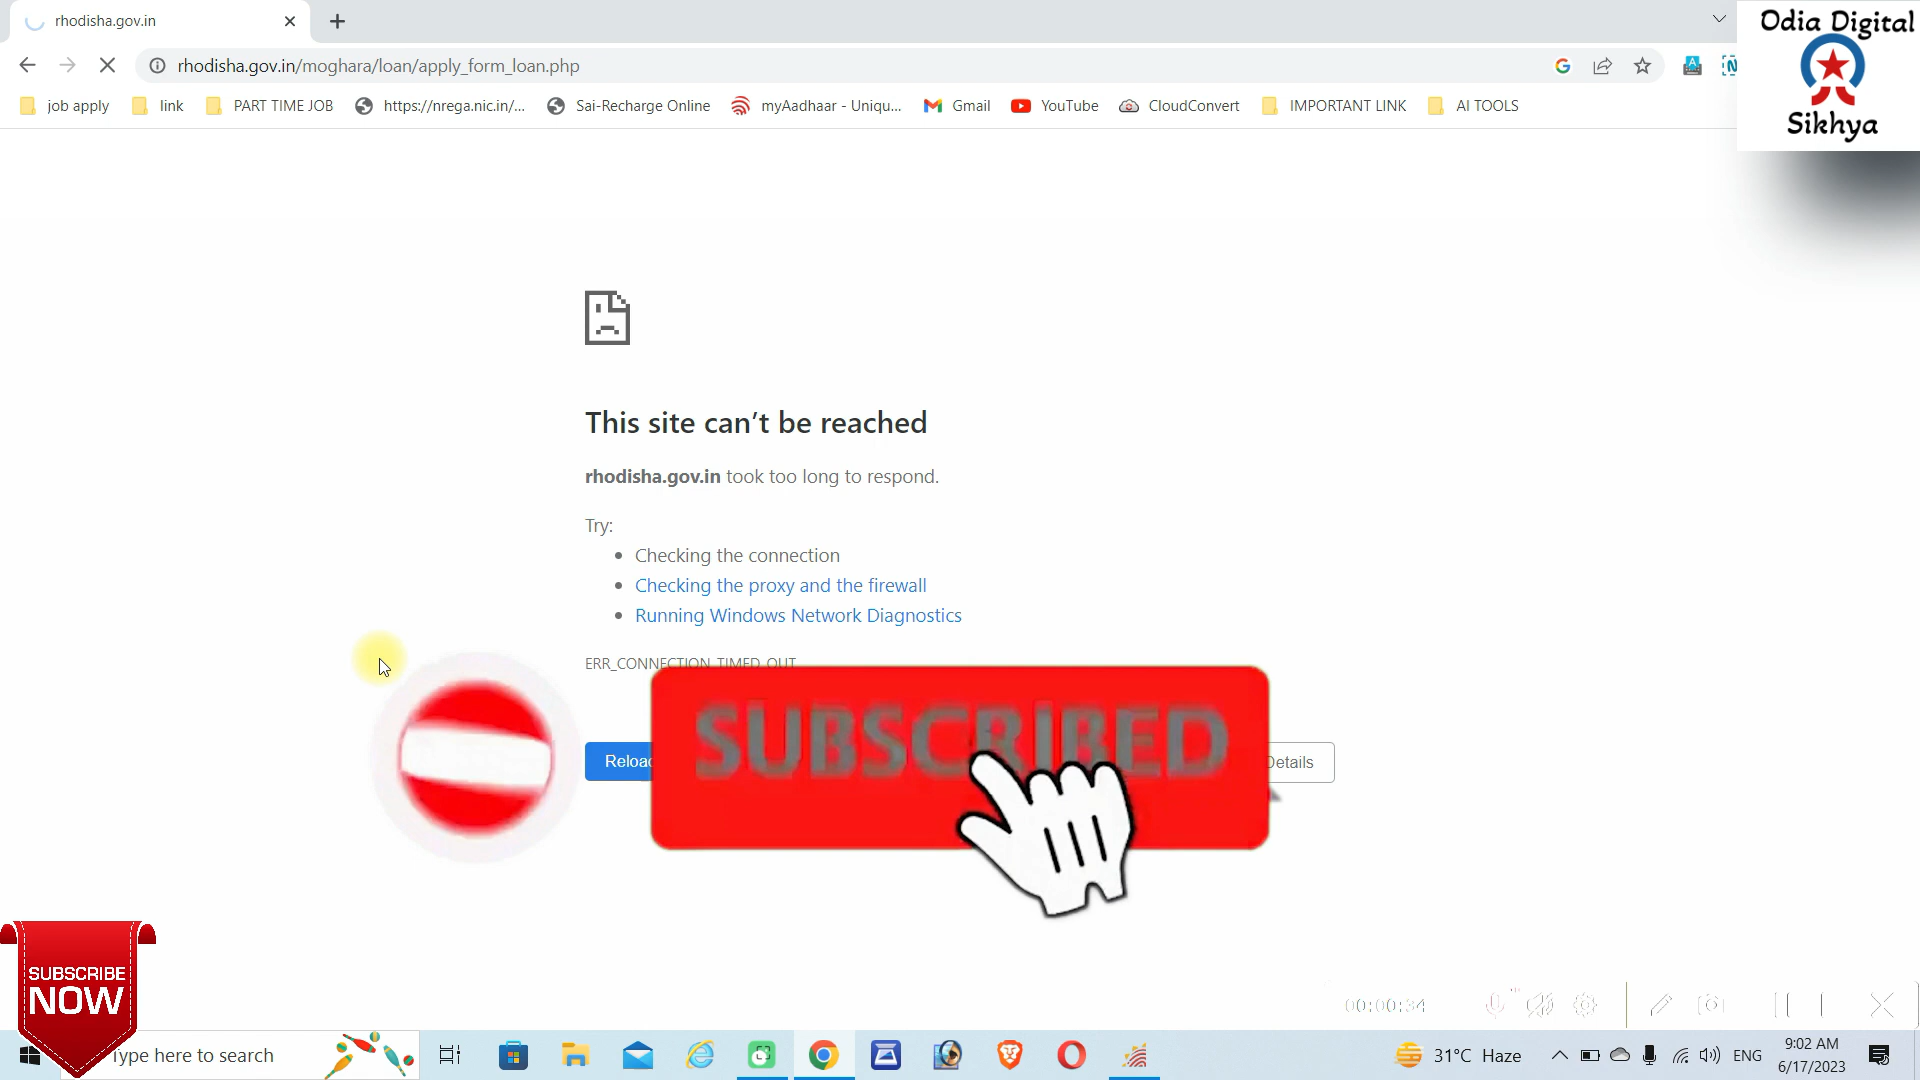 rhodisha.gov.in
Odia Digital
rhodisha.gov.in/moghara/loan/apply_form_loan.php
job apply link PART TIME JOB https://nrega.nic.in/... Sai-Recharge Online myAadhaar - Uniqu... Gmail YouTube CloudConvert IMPORTANT LINK AI TOOLS
Sikhya
This site can’t be reached
rhodisha.gov.in took too long to respond.
Try:
Checking the connection
Checking the proxy and the firewall
Running Windows Network Diagnostics
ERR_CONNECTION_TIMED_OUT
SUBSCRIBED
Reload
Details
SUBSCRIBE
NOW
00:00:34
Type here to search
31°C Haze
ENG
9:02 AM
6/17/2023